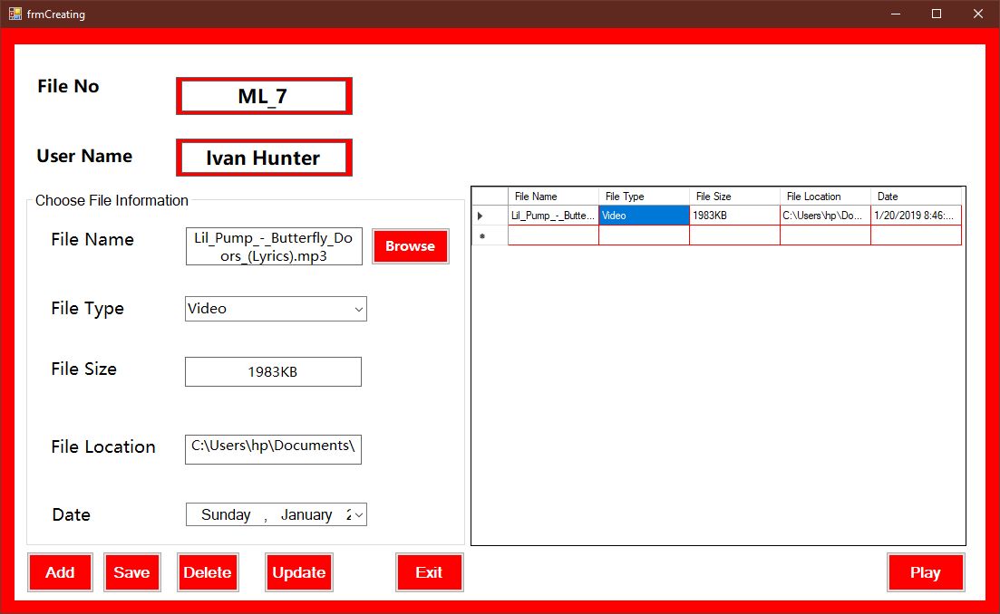 frmCreating
File No
ML_7
User Name
Ivan Hunter
Choose File Information
File Name
Lil_Pump_-_Butterfly_Do
ors_(Lyrics).mp3
Browse
File Type
Video
File Size
1983KB
File Location
C:\Users\hp\Documents\
Date
Sunday , January 2
File Name File Type File Size File Location Date
Lil_Pump_-_Butte... Video 1983KB C:\Users\hp\Do... 1/20/2019 8:46:...
Add Save Delete Update Exit Play